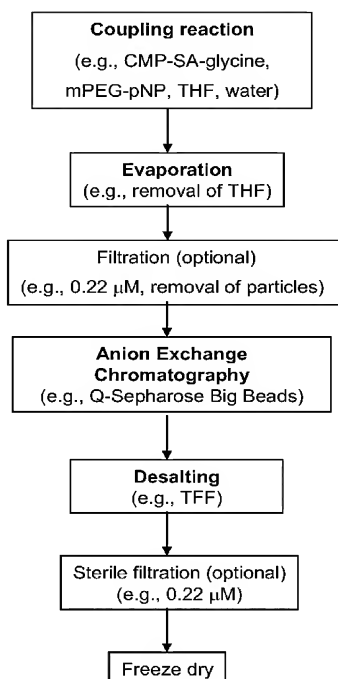 Coupling reaction
(e.g., CMP-SA-glycine,
mPEG-pNP, THF, water)
Evaporation
(e.g., removal of THF)
Filtration (optional)
(e.g., 0.22 μM, removal of particles)
Anion Exchange
Chromatography
(e.g., Q-Sepharose Big Beads)
Desalting
(e.g., TFF)
Sterile filtration (optional)
(e.g., 0.22 μM)
Freeze dry